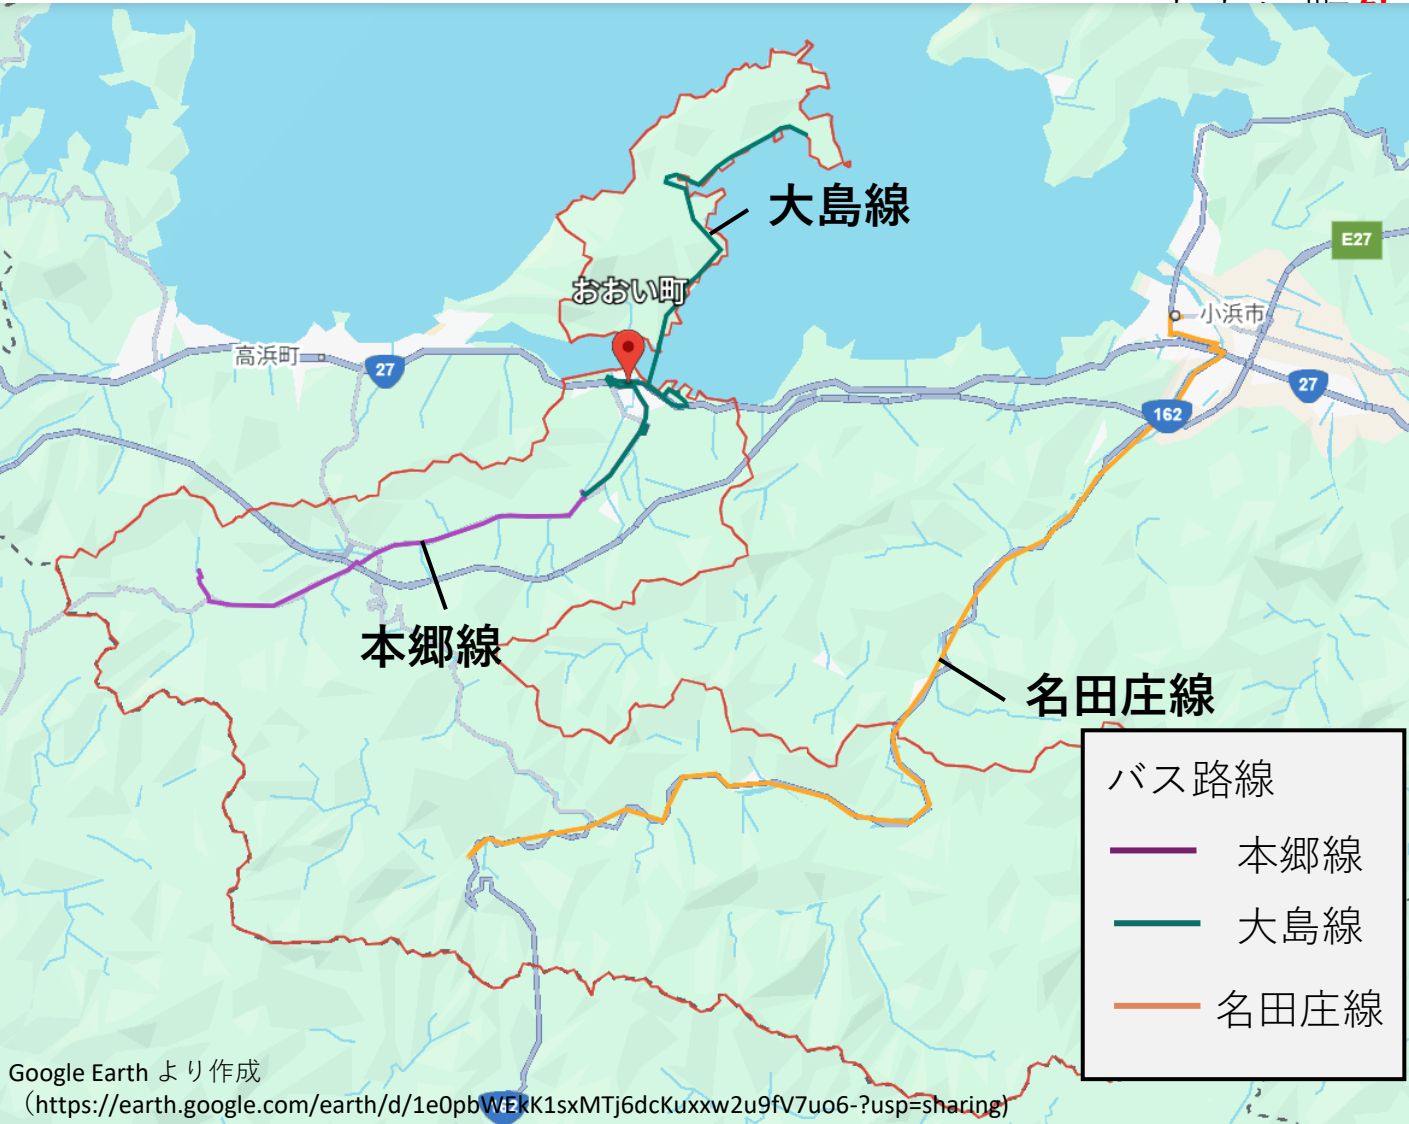 大島線
E27
おおい町
小浜市
高浜町
27
27
162
本郷線
名田庄線
バス路線
本郷線
大島線
名田庄線
Google Earth より作成
（https://earth.google.com/earth/d/1e0pbWEkK1sxMTj6dcKuxxw2u9fV7uo6-?usp=sharing)